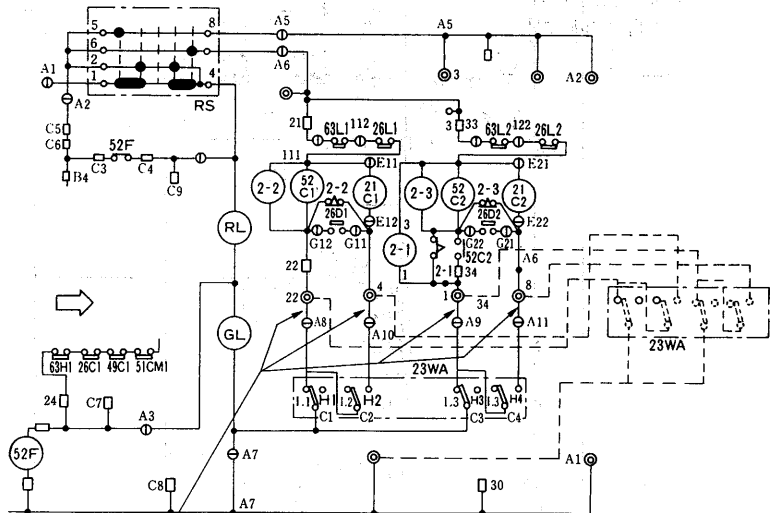 5 8 A5 A5
6
A1 2 A6 3 A2
1 4
RS
A2
C5 21 3 33
C6 63L1 112 26L1 63L2 122 26L2
52F
C3 C4 111 E11 E21
B4 C9
2-2 52 C1 2-2 21 C1 2-3 52 C2 2-3 21 C2
26D1 26D2
E12 3 E22
RL G12 G11 2-1 G22 G21
52C2 A6
22 1 2-1 34
22 4 1 34 8
A8 A10 A9 A11
GL 23WA
63H1 26C1 49C1 51CM1
23WA
24 C7 L1 H1 L2 H2 L3 H3 L3 H4
A3 C1 C2 C3 C4
52F
A7 A1
C8 30
A7